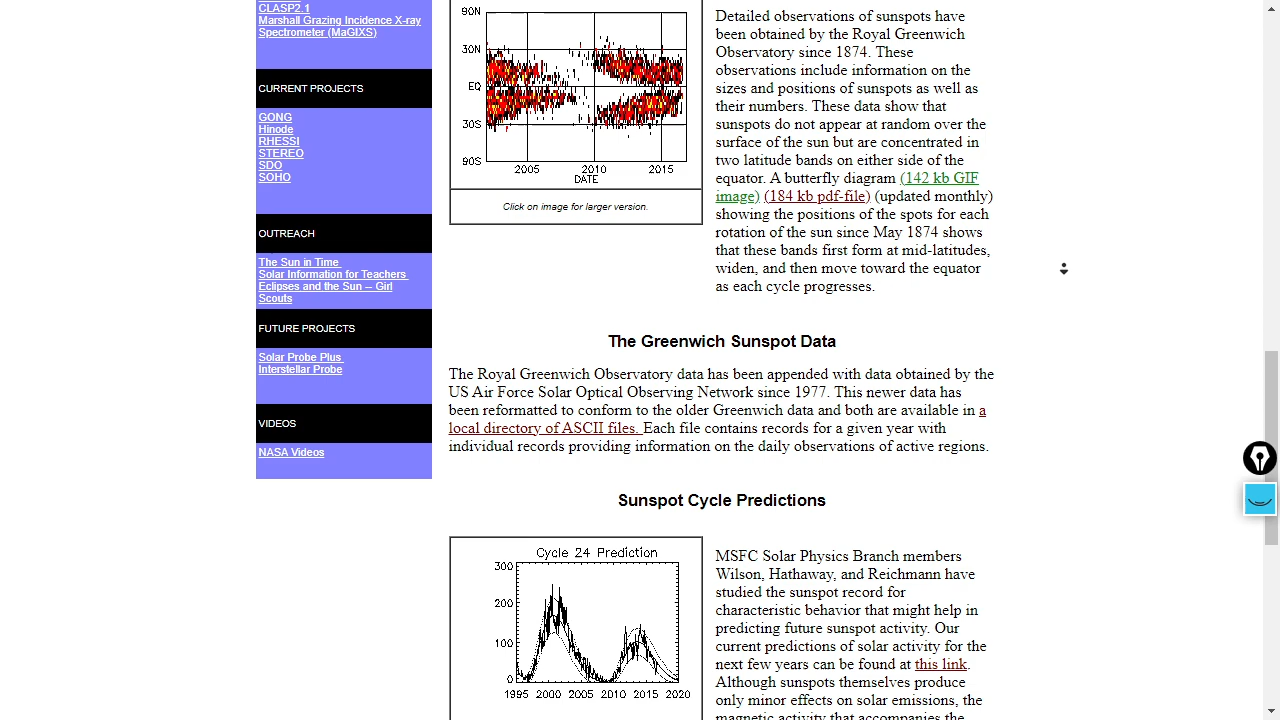 CLASP2.1
Marshall Grazing Incidence X-ray
Spectrometer (MaGIXS)
CURRENT PROJECTS
GONG
Hinode
RHESSI
STEREO
SDO
SOHO
OUTREACH
The Sun in Time
Solar Information for Teachers
Eclipses and the Sun -- Girl
Scouts
FUTURE PROJECTS
Solar Probe Plus
Interstellar Probe
VIDEOS
NASA Videos
90N
30N
EQ
30S
90S
2005 2010 2015
DATE
Click on image for larger version.
Detailed observations of sunspots have
been obtained by the Royal Greenwich
Observatory since 1874. These
observations include information on the
sizes and positions of sunspots as well as
their numbers. These data show that
sunspots do not appear at random over the
surface of the sun but are concentrated in
two latitude bands on either side of the
equator. A butterfly diagram (142 kb GIF
image) (184 kb pdf-file) (updated monthly)
showing the positions of the spots for each
rotation of the sun since May 1874 shows
that these bands first form at mid-latitudes,
widen, and then move toward the equator
as each cycle progresses.
The Greenwich Sunspot Data
The Royal Greenwich Observatory data has been appended with data obtained by the
US Air Force Solar Optical Observing Network since 1977. This newer data has
been reformatted to conform to the older Greenwich data and both are available in a
local directory of ASCII files. Each file contains records for a given year with
individual records providing information on the daily observations of active regions.
Sunspot Cycle Predictions
Cycle 24 Prediction
300
200
100
0
1995 2000 2005 2010 2015 2020
MSFC Solar Physics Branch members
Wilson, Hathaway, and Reichmann have
studied the sunspot record for
characteristic behavior that might help in
predicting future sunspot activity. Our
current predictions of solar activity for the
next few years can be found at this link.
Although sunspots themselves produce
only minor effects on solar emissions, the
magnetic activity that accompanies the